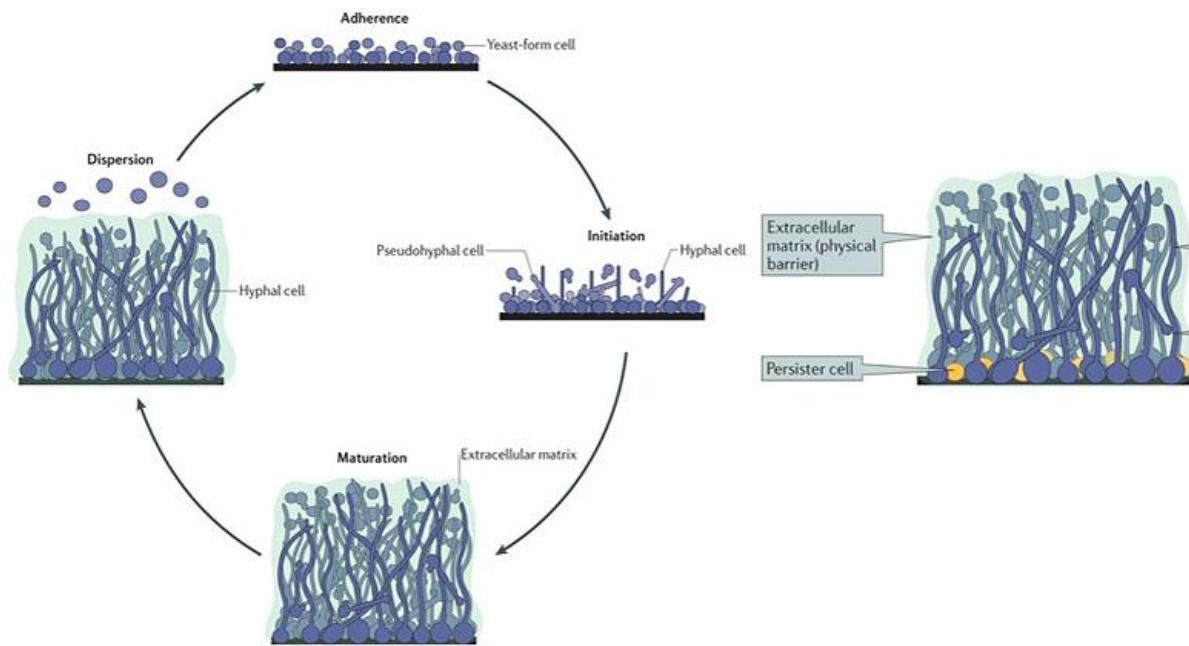 Adherence
Yeast-form cell
Dispersion
Hyphal cell
Initiation
Pseudohyphal cell
Hyphal cell
Maturation
Extracellular matrix
Extracellular
matrix (physical
barrier)
Persister cell